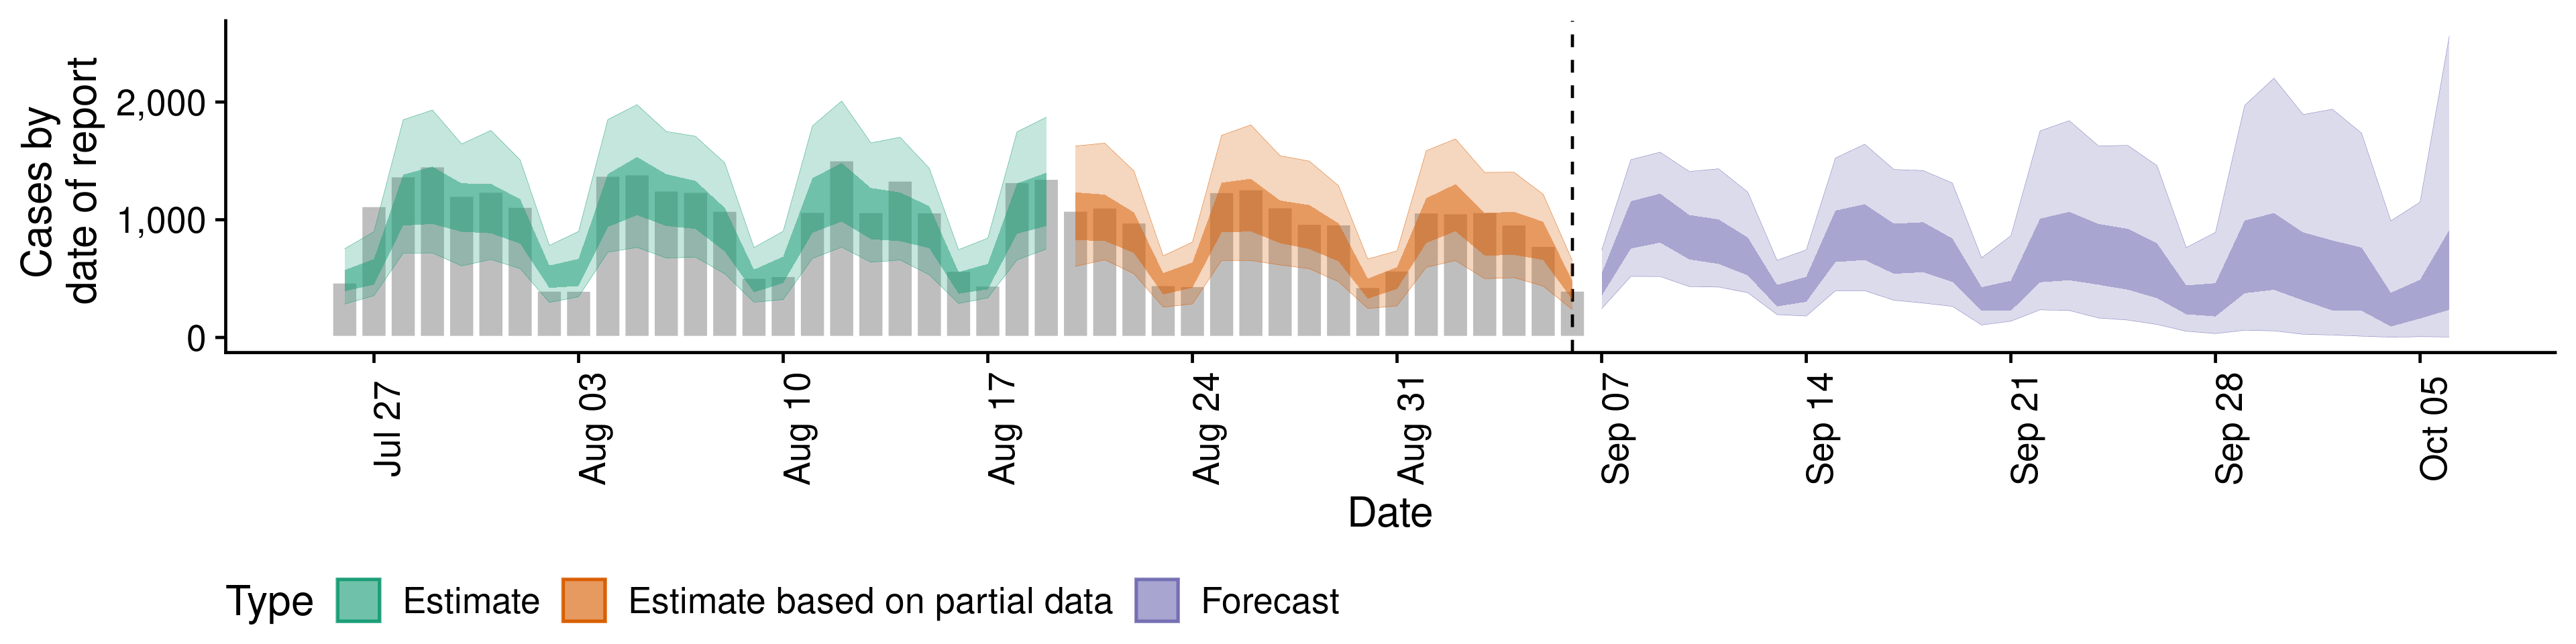 Cases by
date of report
2,000
1,000
0
Jul 27
Aug 03
Aug 10
Aug 17
Aug 24
Aug 31
Sep 07
Sep 14
Sep 21
Sep 28
Oct 05
Date
Type Estimate Estimate based on partial data Forecast